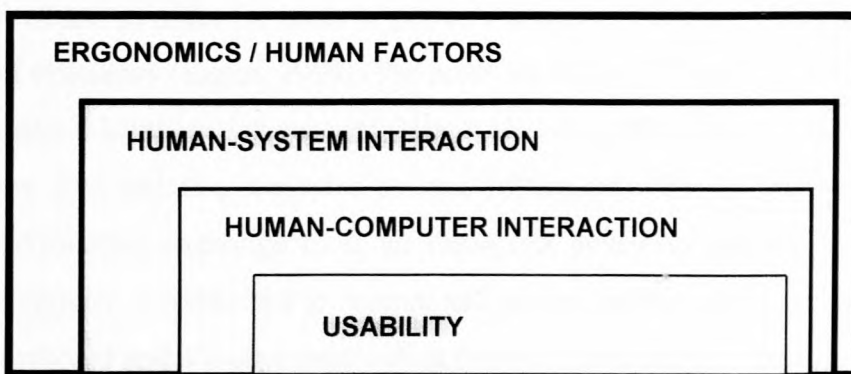 ERGONOMICS / HUMAN FACTORS
HUMAN-SYSTEM INTERACTION
HUMAN-COMPUTER INTERACTION
USABILITY